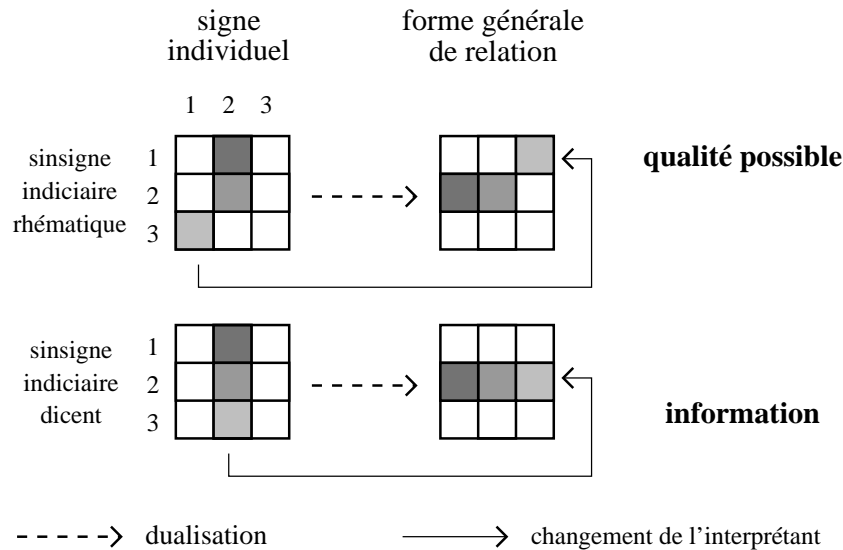 signe
individuel
forme générale
de relation
1 2 3
sinsigne
indiciaire
rhématique
1
2
3
qualité possible
sinsigne
indiciaire
dicent
1
2
3
information
dualisation
changement de l'interprétant